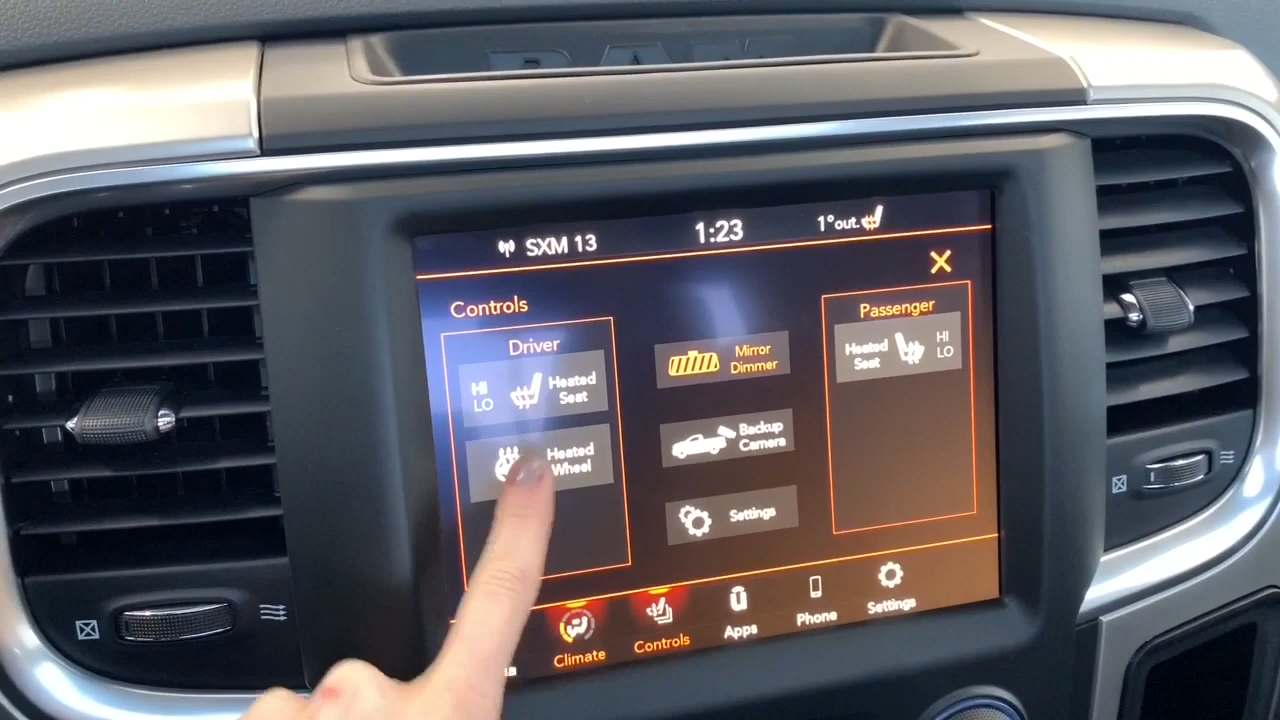 RAM
SXM 13
1:23
1°out.
Controls
Driver
HI
LO
Heated
Seat
Heated
Wheel
Mirror
Dimmer
Backup
Camera
Settings
Passenger
Heated
Seat
HI
LO
Climate
Controls
Apps
Phone
Settings